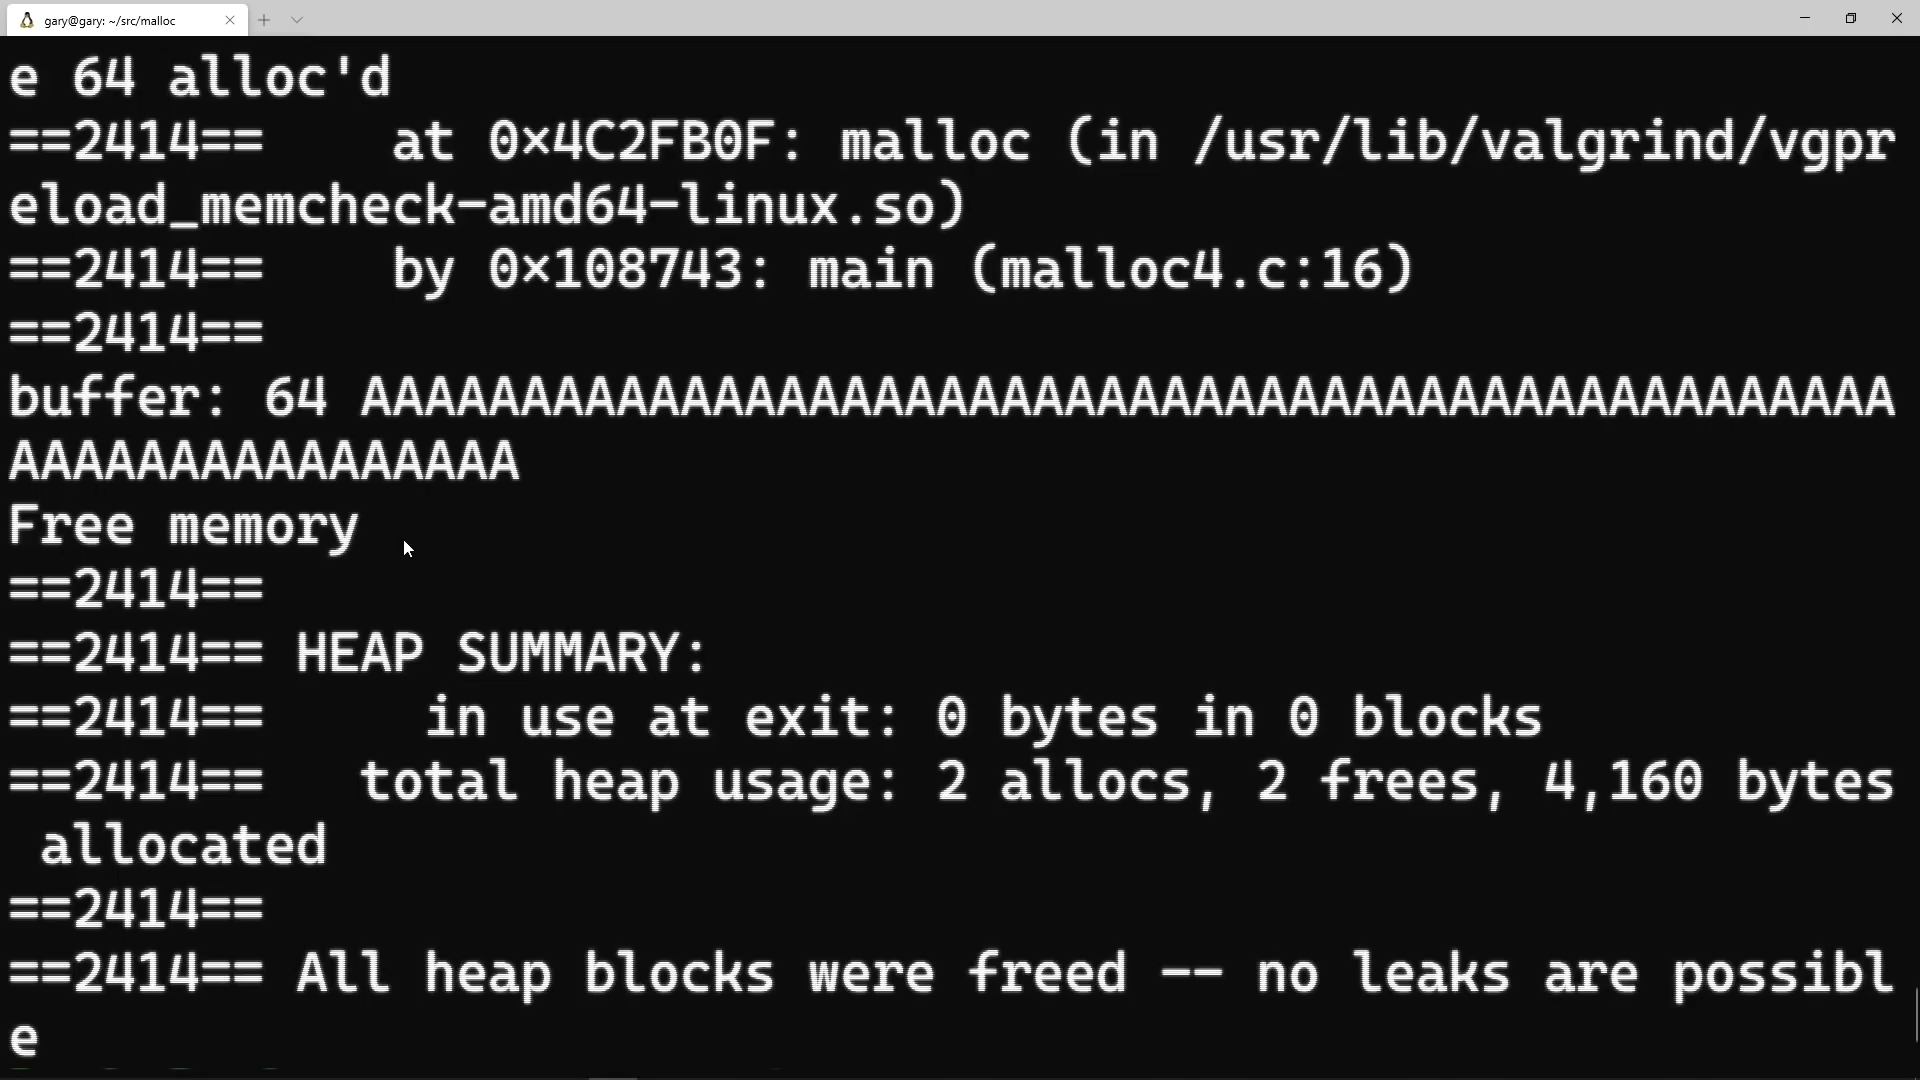 gary@gary: ~/src/malloc
e 64 alloc'd
==2414==    at 0x4C2FB0F: malloc (in /usr/lib/valgrind/vgpr
eload_memcheck-amd64-linux.so)
==2414==    by 0x108743: main (malloc4.c:16)
==2414==
buffer: 64 AAAAAAAAAAAAAAAAAAAAAAAAAAAAAAAAAAAAAAAAAAAAAAAA
AAAAAAAAAAAAAAAA
Free memory
==2414==
==2414== HEAP SUMMARY:
==2414==     in use at exit: 0 bytes in 0 blocks
==2414==   total heap usage: 2 allocs, 2 frees, 4,160 bytes
 allocated
==2414==
==2414== All heap blocks were freed -- no leaks are possibl
e